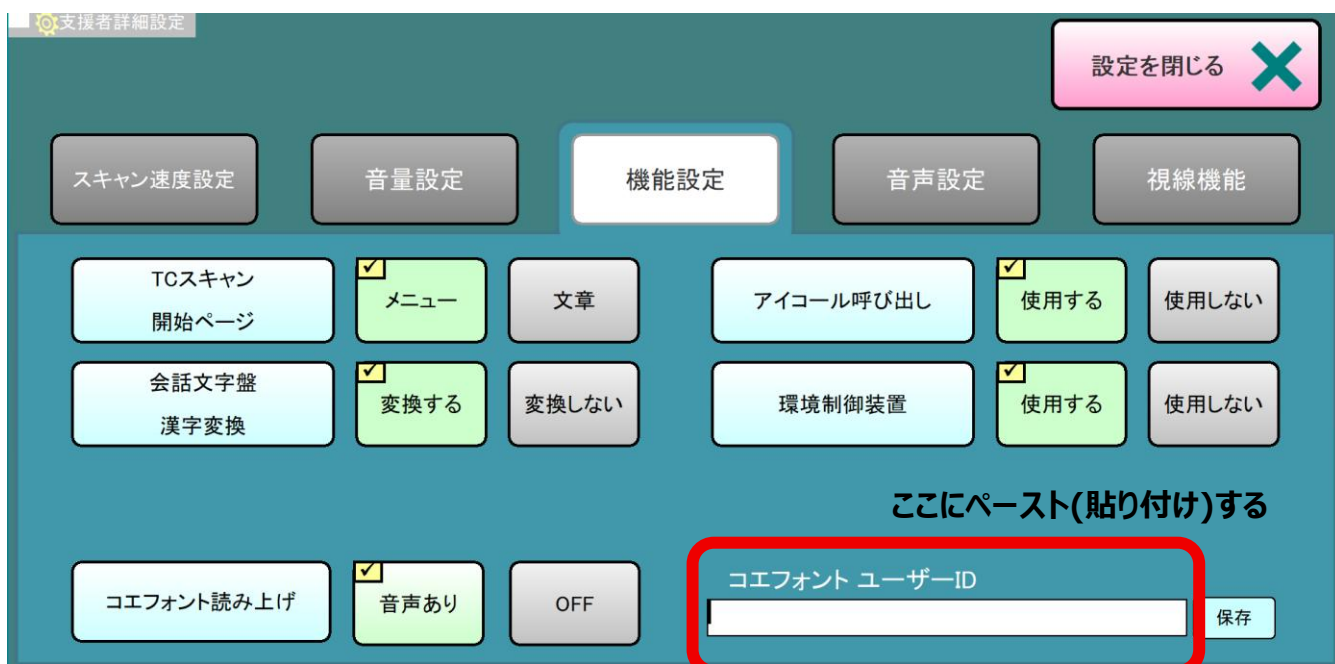 支援者詳細設定
設定を閉じる
スキャン速度設定
音量設定
機能設定
音声設定
視線機能
TCスキャン
開始ページ
メニュー
文章
アイコール呼び出し
使用する
使用しない
会話文字盤
漢字変換
変換する
変換しない
環境制御装置
使用する
使用しない
ここにペースト(貼り付け)する
コエフォント読み上げ
音声あり
OFF
コエフォント ユーザーID
保存